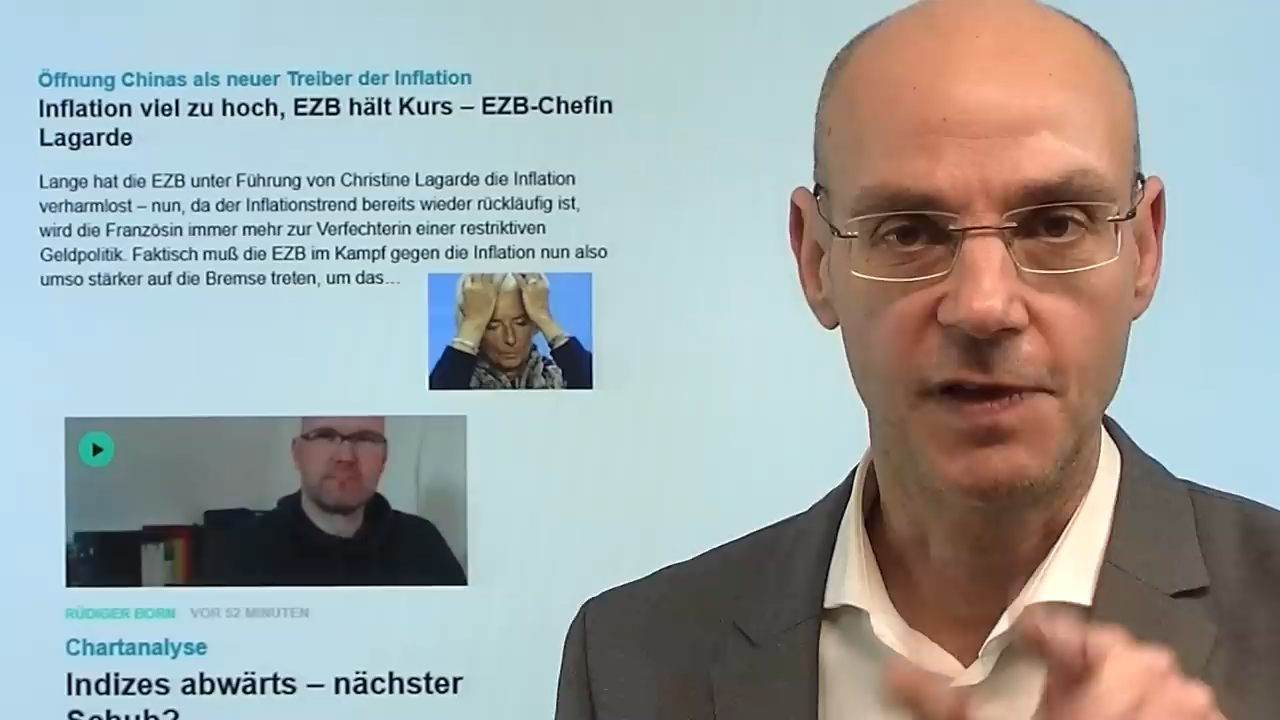 Öffnung Chinas als neuer Treiber der Inflation
Inflation viel zu hoch, EZB hält Kurs – EZB-Chefin
Lagarde
Lange hat die EZB unter Führung von Christine Lagarde die Inflation
verharmlost – nun, da der Inflationstrend bereits wieder rückläufig ist,
wird die Französin immer mehr zur Verfechterin einer restriktiven
Geldpolitik. Faktisch muß die EZB im Kampf gegen die Inflation nun also
umso stärker auf die Bremse treten, um das...
RÜDIGER BORN VOR 52 MINUTEN
Chartanalyse
Indizes abwärts – nächster
Schub?